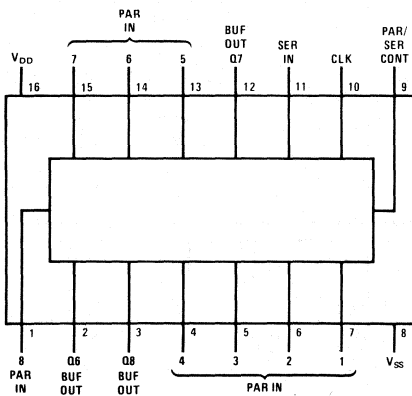 PAR
IN
BUF
OUT
Q7
SER
IN
CLK
PAR/
SER
CONT
VDD
7 6 5
16 15 14 13 12 11 10 9
1 2 3 4 5 6 7 8
8
PAR
IN
Q6
BUF
OUT
Q8
BUF
OUT
4 3 2 1
PAR IN
VSS